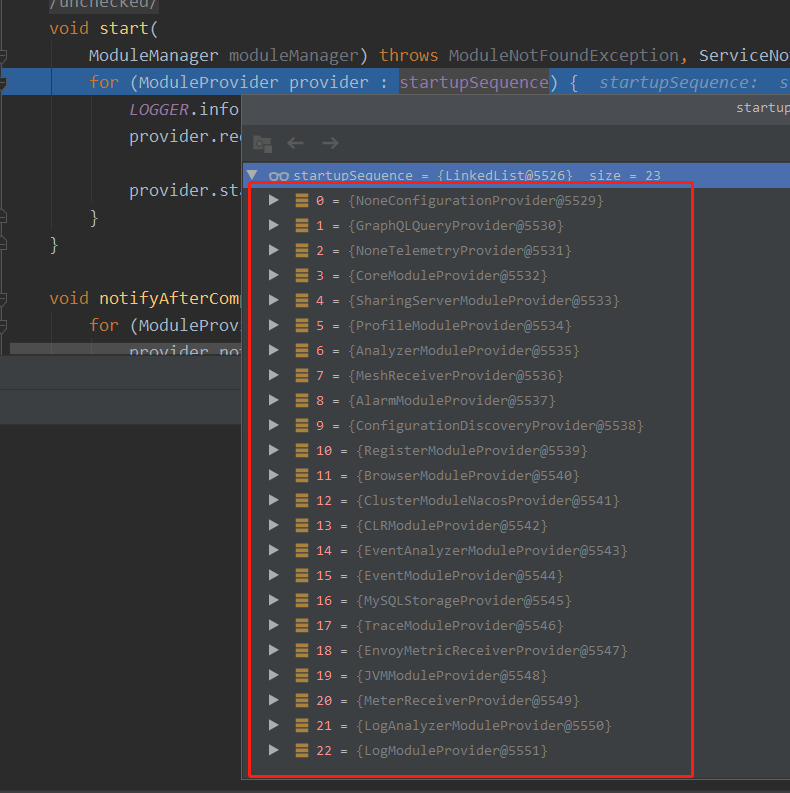 /unchecked/
void start(
ModuleManager moduleManager) throws ModuleNotFoundException, ServiceNo
for (ModuleProvider provider : startupSequence) { startupSequence: s
LOGGER.info
startup
provider.re
startupSequence = {LinkedList@5526} size = 23
provider.sta
0 = {NoneConfigurationProvider@5529}
}
1 = {GraphQLQueryProvider@5530}
}
2 = {NoneTelemetryProvider@5531}
3 = {CoreModuleProvider@5532}
void notifyAfterComp
4 = {SharingServerModuleProvider@5533}
for (ModuleProvi
5 = {ProfileModuleProvider@5534}
provider.not
6 = {AnalyzerModuleProvider@5535}
7 = {MeshReceiverProvider@5536}
8 = {AlarmModuleProvider@5537}
9 = {ConfigurationDiscoveryProvider@5538}
10 = {RegisterModuleProvider@5539}
11 = {BrowserModuleProvider@5540}
12 = {ClusterModuleNacosProvider@5541}
13 = {CLRModuleProvider@5542}
14 = {EventAnalyzerModuleProvider@5543}
15 = {EventModuleProvider@5544}
16 = {MySQLStorageProvider@5545}
17 = {TraceModuleProvider@5546}
18 = {EnvoyMetricReceiverProvider@5547}
19 = {JVMModuleProvider@5548}
20 = {MeterReceiverProvider@5549}
21 = {LogAnalyzerModuleProvider@5550}
22 = {LogModuleProvider@5551}